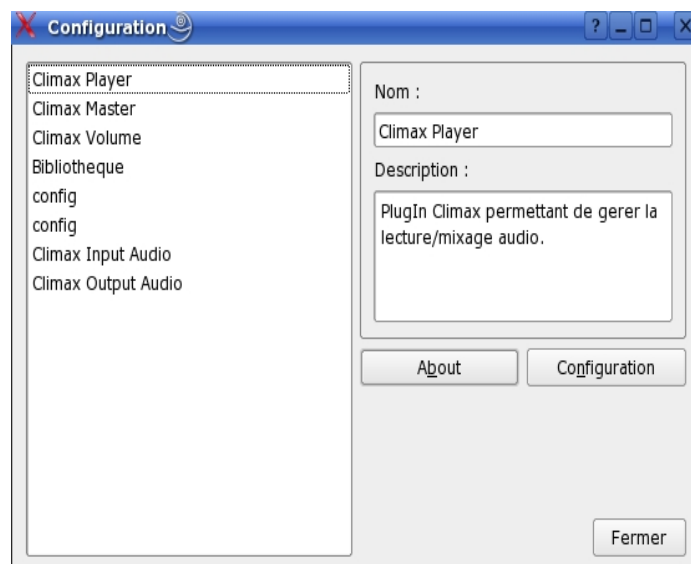 Configuration
Climax Player
Climax Master
Climax Volume
Bibliotheque
config
config
Climax Input Audio
Climax Output Audio
Nom :
Climax Player
Description :
PlugIn Climax permettant de gerer la
lecture/mixage audio.
About
Configuration
Fermer